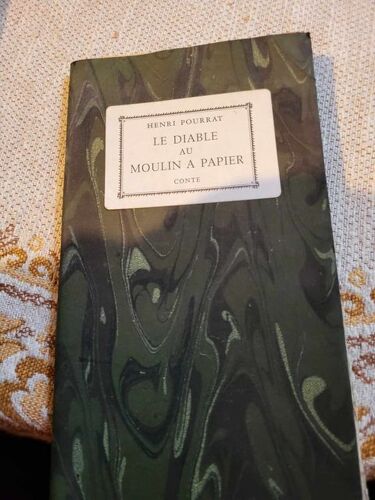 HENRI POURRAT
LE DIABLE
AU
MOULIN A PAPIER
CONTE